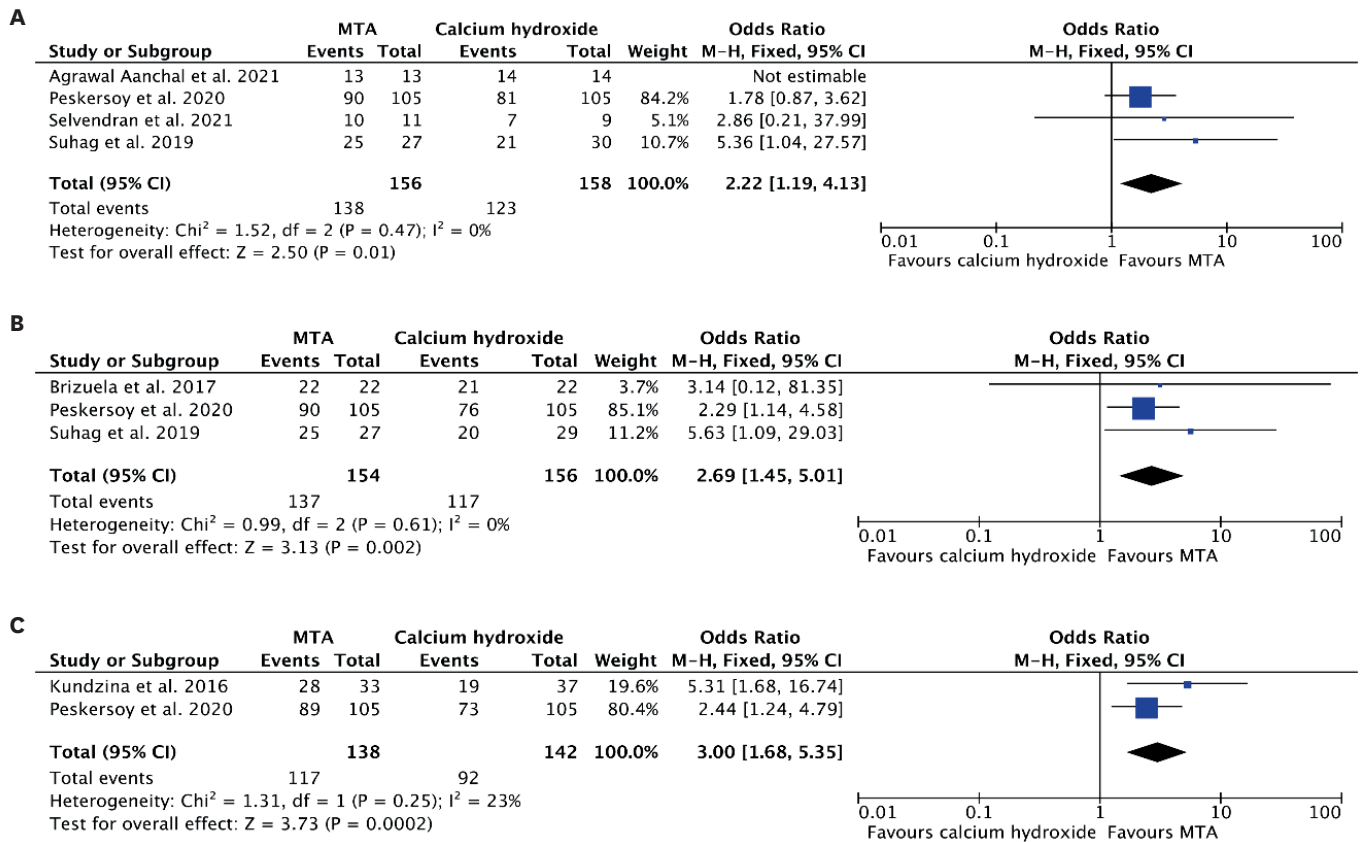 A
MTA Calcium hydroxide Odds Ratio Odds Ratio
Study or Subgroup Events Total Events Total Weight M-H, Fixed, 95% CI M-H, Fixed, 95% CI
Agrawal Aanchal et al. 2021 13 13 14 14 Not estimable
Peskersoy et al. 2020 90 105 81 105 84.2% 1.78 [0.87, 3.62]
Selvendran et al. 2021 10 11 7 9 5.1% 2.86 [0.21, 37.99]
Suhag et al. 2019 25 27 21 30 10.7% 5.36 [1.04, 27.57]
Total (95% CI) 156 158 100.0% 2.22 [1.19, 4.13]
Total events 138 123
Heterogeneity: Chi² = 1.52, df = 2 (P = 0.47); I² = 0%
Test for overall effect: Z = 2.50 (P = 0.01)
0.01 0.1 1 10 100
Favours calcium hydroxide Favours MTA
B
MTA Calcium hydroxide Odds Ratio Odds Ratio
Study or Subgroup Events Total Events Total Weight M-H, Fixed, 95% CI M-H, Fixed, 95% CI
Brizuela et al. 2017 22 22 21 22 3.7% 3.14 [0.12, 81.35]
Peskersoy et al. 2020 90 105 76 105 85.1% 2.29 [1.14, 4.58]
Suhag et al. 2019 25 27 20 29 11.2% 5.63 [1.09, 29.03]
Total (95% CI) 154 156 100.0% 2.69 [1.45, 5.01]
Total events 137 117
Heterogeneity: Chi² = 0.99, df = 2 (P = 0.61); I² = 0%
Test for overall effect: Z = 3.13 (P = 0.002)
0.01 0.1 1 10 100
Favours calcium hydroxide Favours MTA
C
MTA Calcium hydroxide Odds Ratio Odds Ratio
Study or Subgroup Events Total Events Total Weight M-H, Fixed, 95% CI M-H, Fixed, 95% CI
Kundzina et al. 2016 28 33 19 37 19.6% 5.31 [1.68, 16.74]
Peskersoy et al. 2020 89 105 73 105 80.4% 2.44 [1.24, 4.79]
Total (95% CI) 138 142 100.0% 3.00 [1.68, 5.35]
Total events 117 92
Heterogeneity: Chi² = 1.31, df = 1 (P = 0.25); I² = 23%
Test for overall effect: Z = 3.73 (P = 0.0002)
0.01 0.1 1 10 100
Favours calcium hydroxide Favours MTA